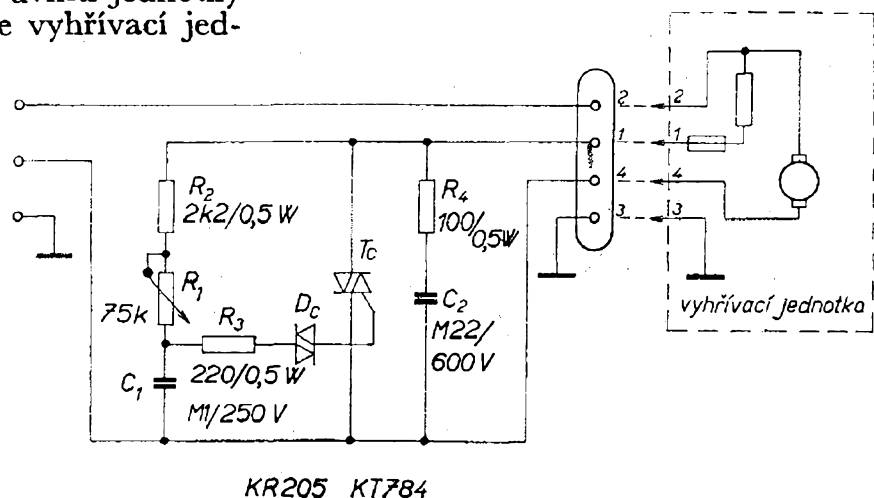 jednotky
e vyhřívací jed-
2
2
1
1
4
4
3
3
R2
2k2/0,5 W
R4
100/
0,5W
Tc
R1
75k
R3
Dc
C2
M22/
600V
220/0,5 W
C1
M1/250 V
vyhřívací jednotka
KR205 KT784